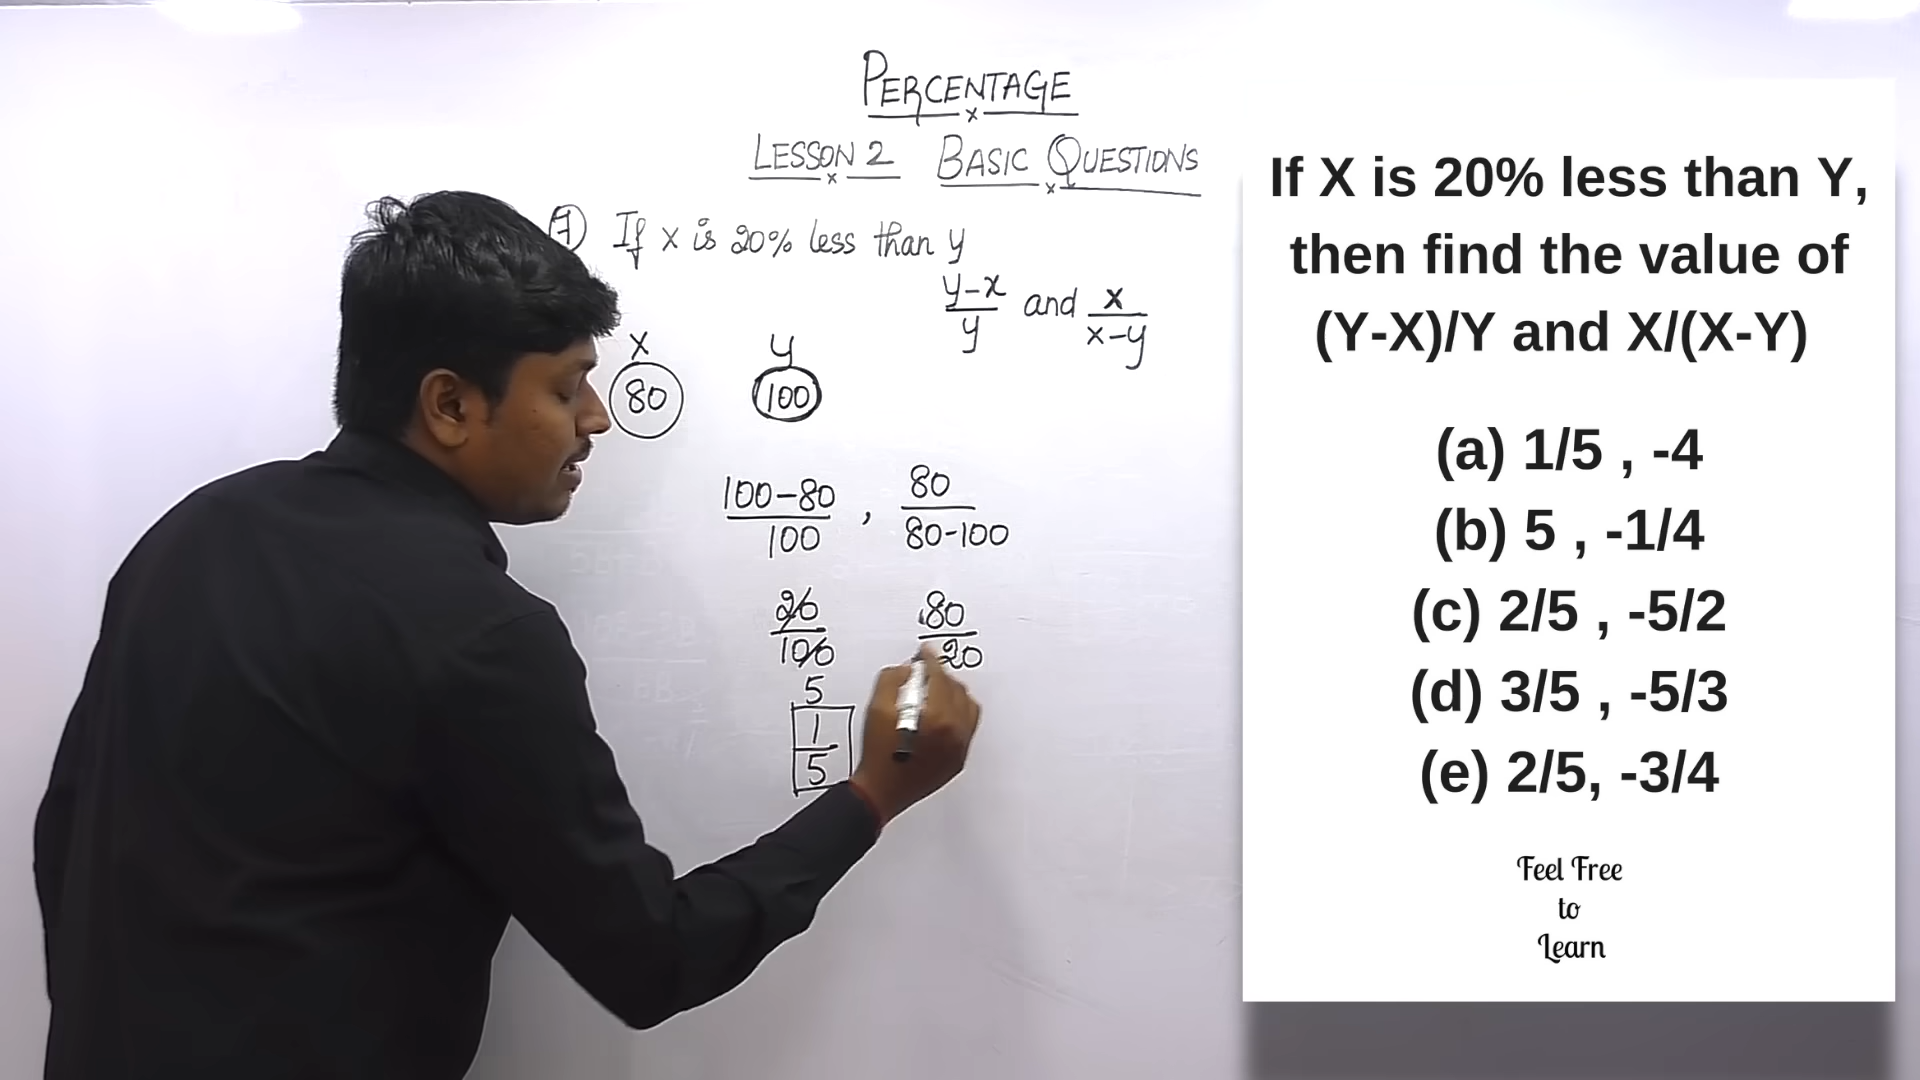 PERCENTAGE
LESSON 2 BASIC QUESTIONS
7) If x is 20% less than y
y-x/y and x/x-y
x y
80 100
100-80/100 , 80/80-100
20/100 80/20
5
1/5
If X is 20% less than Y,
then find the value of
(Y-X)/Y and X/(X-Y)
(a) 1/5 , -4
(b) 5 , -1/4
(c) 2/5 , -5/2
(d) 3/5 , -5/3
(e) 2/5, -3/4
Feel Free
to
Learn